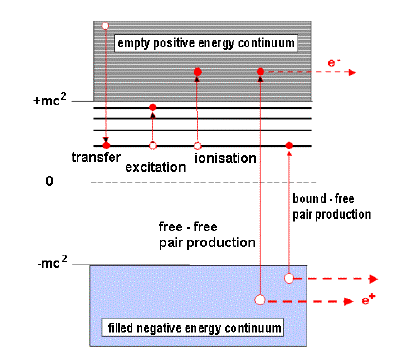 empty positive energy continuum
e-
+mc²
transfer
excitation
ionisation
0
bound - free
pair production
free - free
pair production
-mc²
e+
filled negative energy continuum